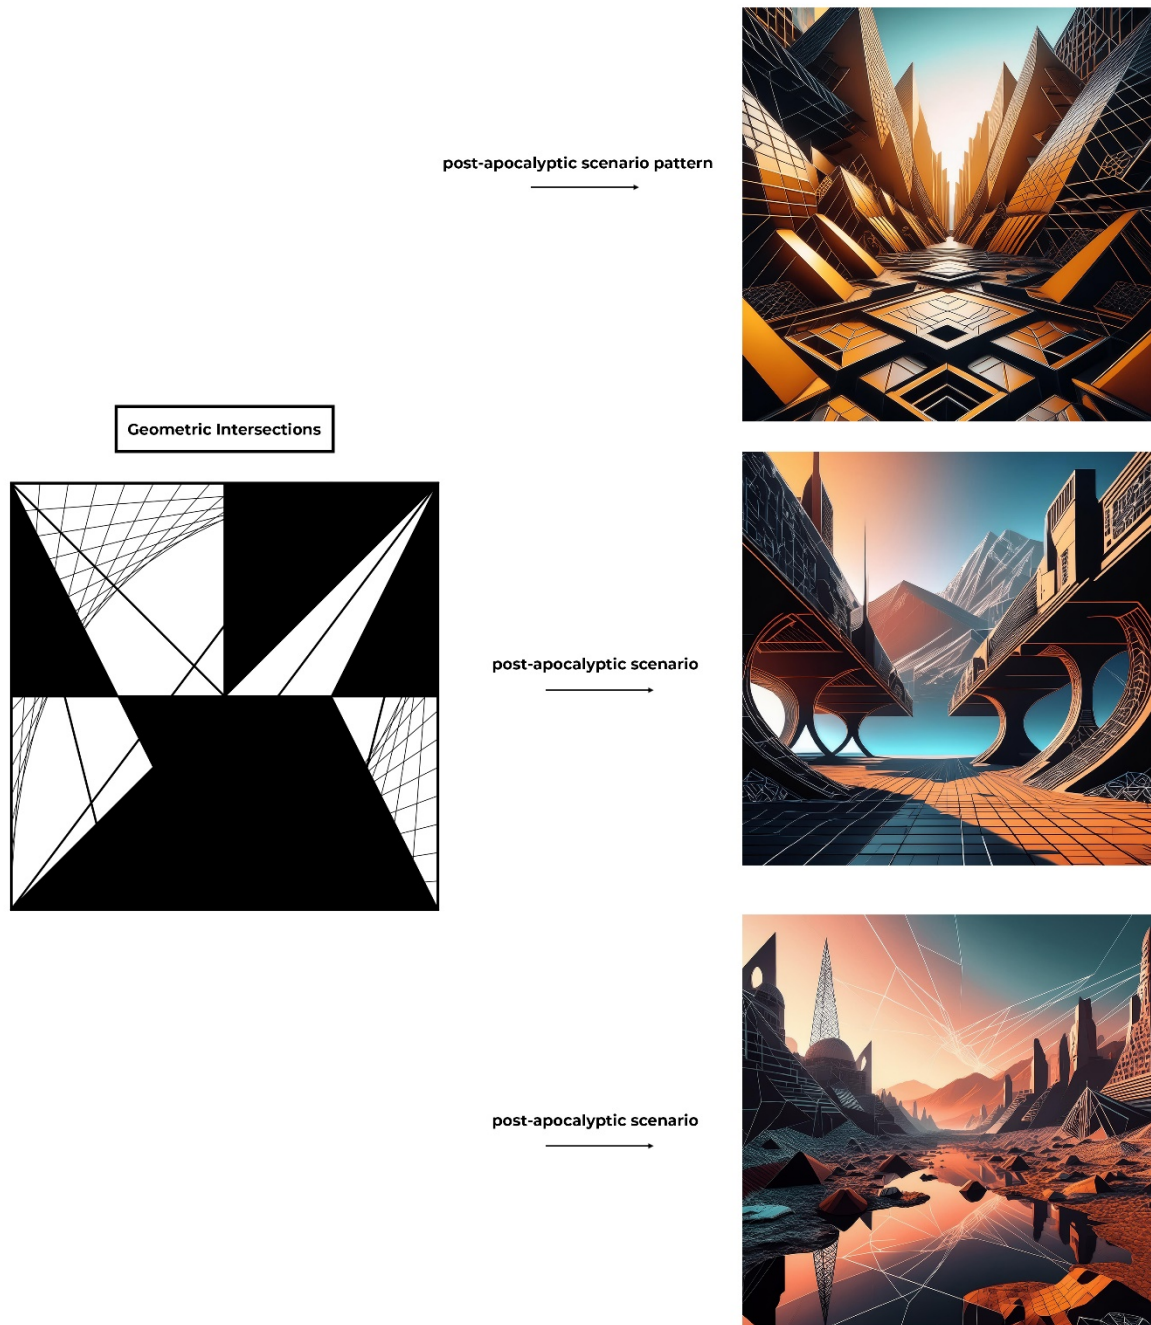 post-apocalyptic scenario pattern
Geometric Intersections
post-apocalyptic scenario
post-apocalyptic scenario